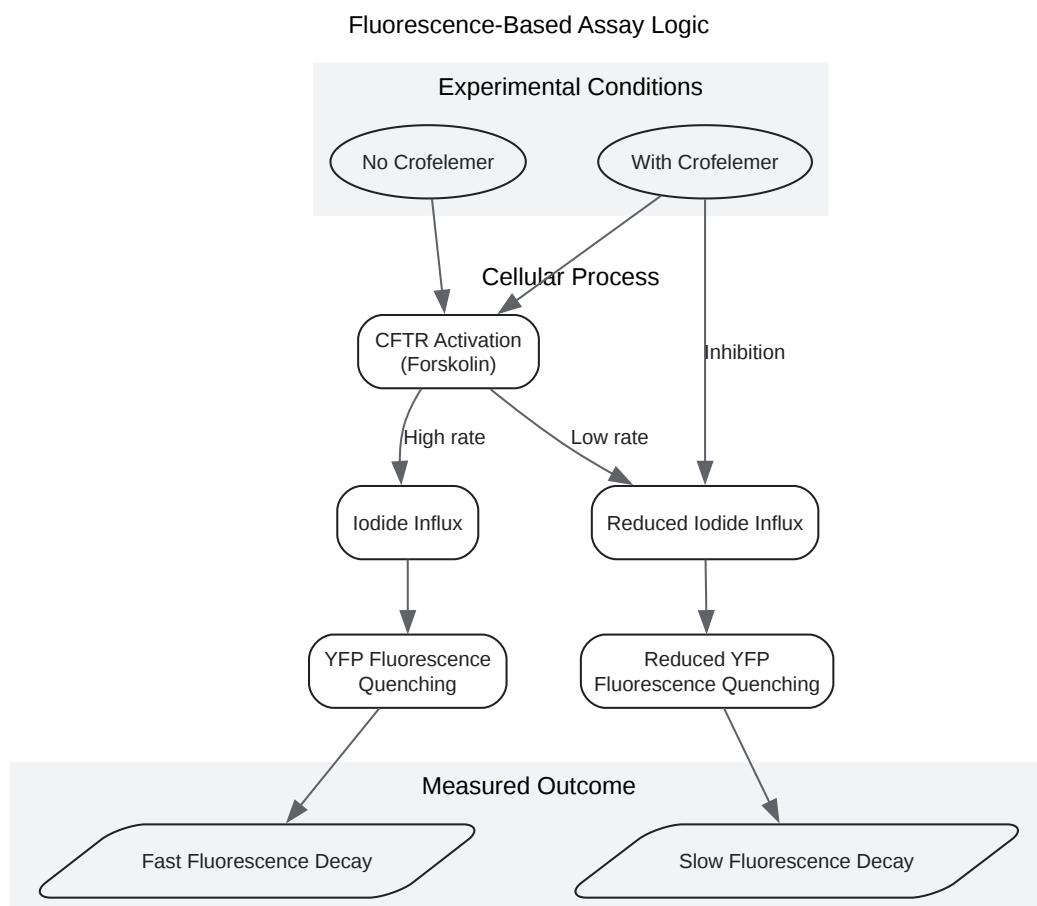 Fluorescence-Based Assay Logic
Experimental Conditions
No Crofelemer
With Crofelemer
Cellular Process
CFTR Activation
(Forskolin)
Inhibition
High rate
Low rate
Iodide Influx
Reduced Iodide Influx
YFP Fluorescence
Quenching
Reduced YFP
Fluorescence Quenching
Measured Outcome
Fast Fluorescence Decay
Slow Fluorescence Decay